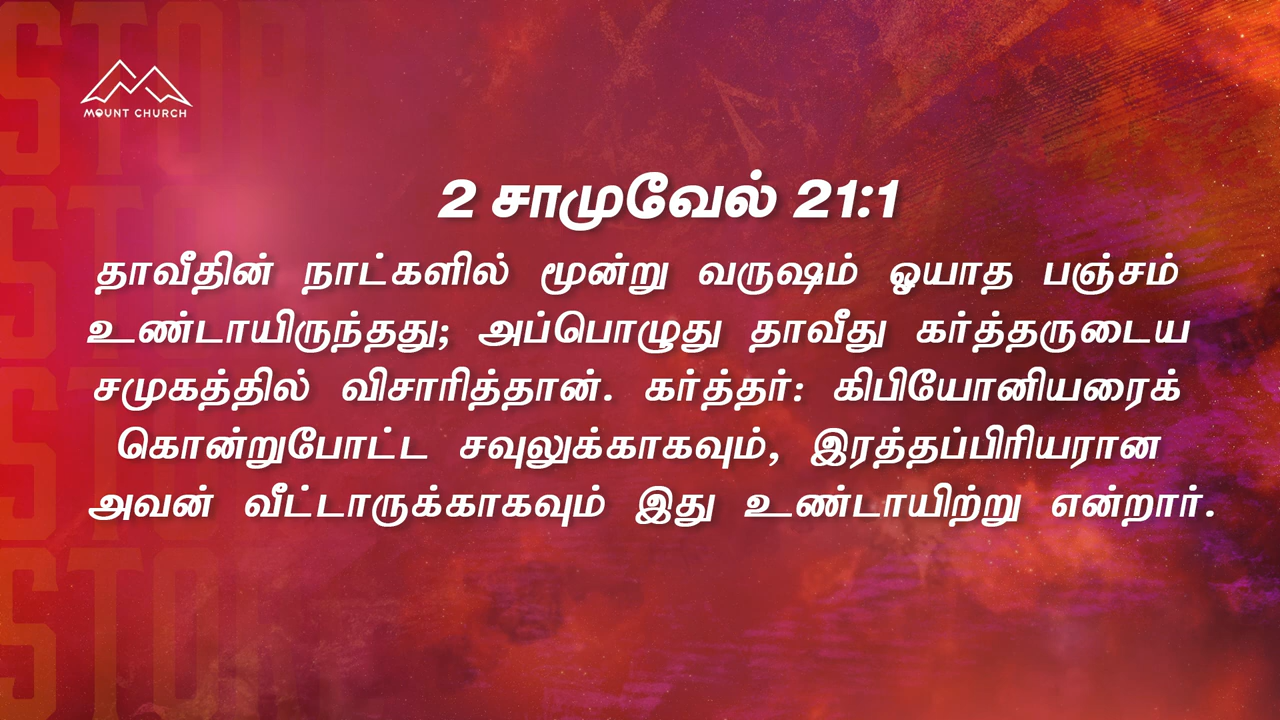 MOUNT CHURCH
2 சாமுவேல் 21:1
தாவீதின் நாட்களில் மூன்று வருஷம் ஓயாத பஞ்சம்
உண்டாயிருந்தது; அப்பொழுது தாவீது கர்த்தருடைய
சமுகத்தில் விசாரித்தான். கர்த்தர்: கிபியோனியரைக்
கொன்றுபோட்ட சவுலுக்காகவும், இரத்தப்பிரியரான
அவன் வீட்டாருக்காகவும் இது உண்டாயிற்று என்றார்.